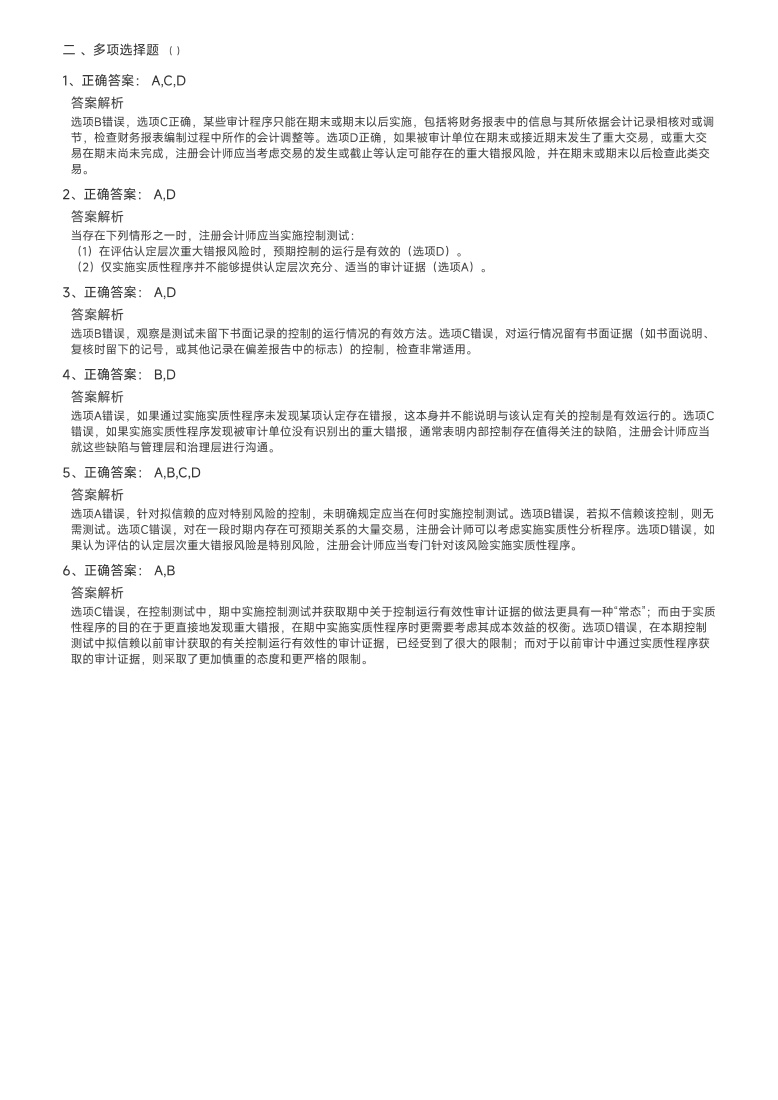 二 、多项选择题 （ ）
1、正确答案： A,C,D
答案解析
选项B错误，选项C正确，某些审计程序只能在期末或期末以后实施，包括将财务报表中的信息与其所依据会计记录相核对或调
节，检查财务报表编制过程中所作的会计调整等。选项D正确，如果被审计单位在期末或接近期末发生了重大交易，或重大交
易在期末尚未完成，注册会计师应当考虑交易的发生或截止等认定可能存在的重大错报风险，并在期末或期末以后检查此类交
易。
2、正确答案： A,D
答案解析
当存在下列情形之一时，注册会计师应当实施控制测试：
（1）在评估认定层次重大错报风险时，预期控制的运行是有效的（选项D）。
（2）仅实施实质性程序并不能够提供认定层次充分、适当的审计证据（选项A）。
3、正确答案： A,D
答案解析
选项B错误，观察是测试未留下书面记录的控制的运行情况的有效方法。选项C错误，对运行情况留有书面证据（如书面说明、
复核时留下的记号，或其他记录在偏差报告中的标志）的控制，检查非常适用。
4、正确答案： B,D
答案解析
选项A错误，如果通过实施实质性程序未发现某项认定存在错报，这本身并不能说明与该认定有关的控制是有效运行的。选项C
错误，如果实施实质性程序发现被审计单位没有识别出的重大错报，通常表明内部控制存在值得关注的缺陷，注册会计师应当
就这些缺陷与管理层和治理层进行沟通。
5、正确答案： A,B,C,D
答案解析
选项A错误，针对拟信赖的应对特别风险的控制，未明确规定应当在何时实施控制测试。选项B错误，若拟不信赖该控制，则无
需测试。选项C错误，对在一段时期内存在可预期关系的大量交易，注册会计师可以考虑实施实质性分析程序。选项D错误，如
果认为评估的认定层次重大错报风险是特别风险，注册会计师应当专门针对该风险实施实质性程序。
6、正确答案： A,B
答案解析
选项C错误，在控制测试中，期中实施控制测试并获取期中关于控制运行有效性审计证据的做法更具有一种“常态”；而由于实质
性程序的目的在于更直接地发现重大错报，在期中实施实质性程序时更需要考虑其成本效益的权衡。选项D错误，在本期控制
测试中拟信赖以前审计获取的有关控制运行有效性的审计证据，已经受到了很大的限制；而对于以前审计中通过实质性程序获
取的审计证据，则采取了更加慎重的态度和更严格的限制。